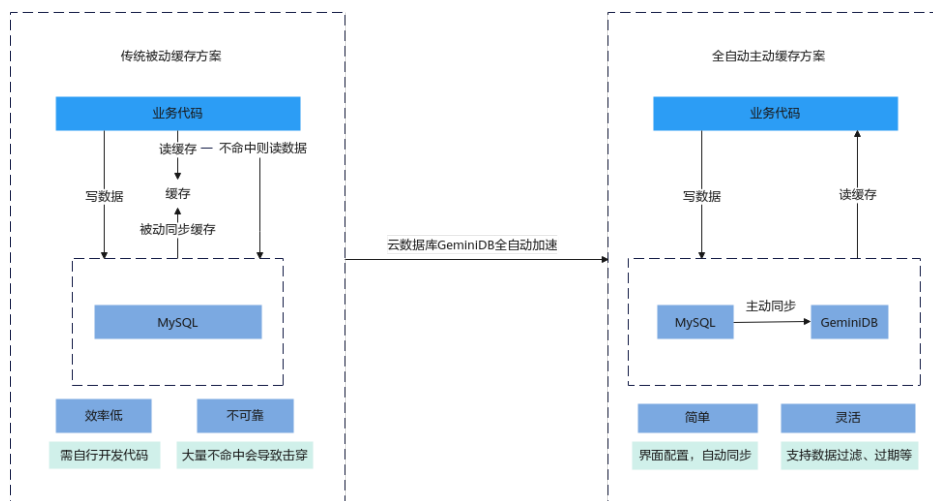 传统被动缓存方案
业务代码
读缓存 — 不命中则读数据
写数据
缓存
被动同步缓存
MySQL
效率低
不可靠
需自行开发代码
大量不命中会导致击穿
云数据库GeminiDB全自动加速
全自动主动缓存方案
业务代码
写数据
读缓存
主动同步
MySQL
GeminiDB
简单
灵活
界面配置，自动同步
支持数据过滤、过期等